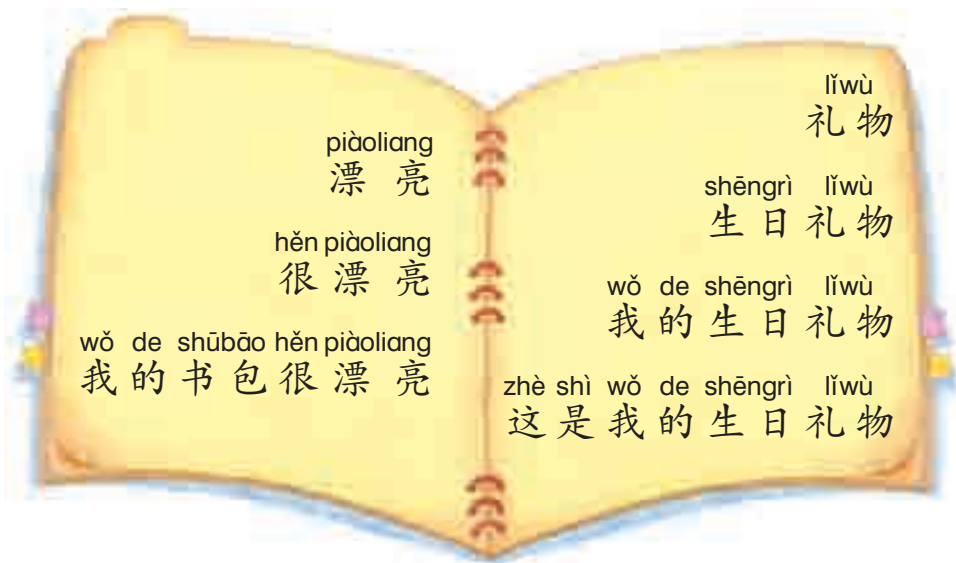 piàoliang
漂亮
hěn piàoliang
很漂亮
wǒ de shūbāo hěn piàoliang
我的书包很漂亮
lǐwù
礼物
shēngrì lǐwù
生日礼物
wǒ de shēngrì lǐwù
我的生日礼物
zhè shì wǒ de shēngrì lǐwù
这是我的生日礼物